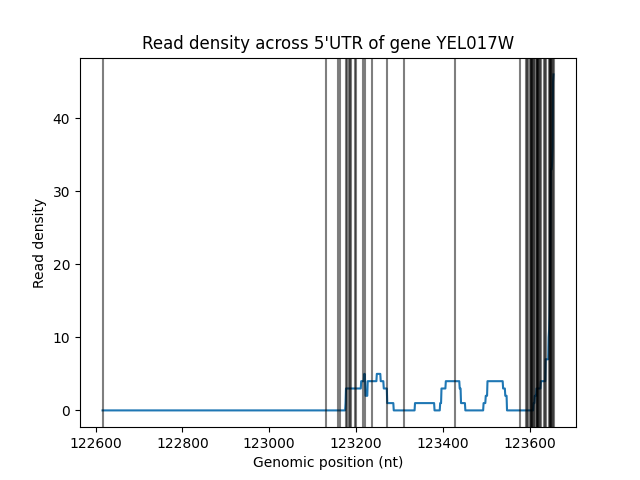 Read density across 5'UTR of gene YEL017W
Read density
40
30
20
10
0
122600 122800 123000 123200 123400 123600
Genomic position (nt)